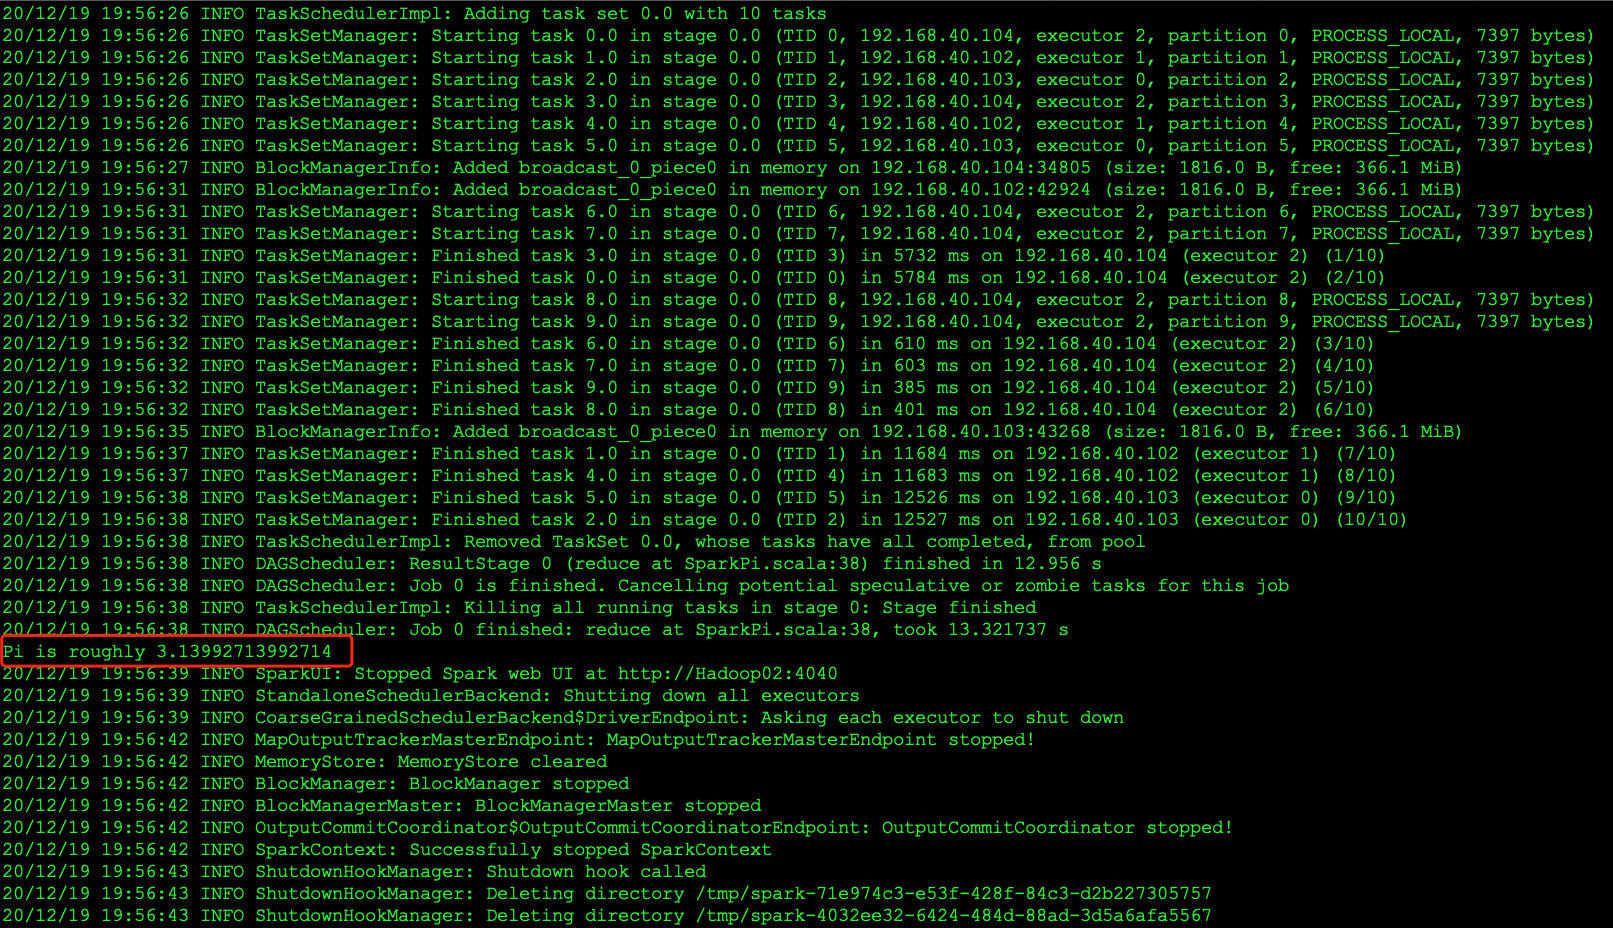 20/12/19 19:56:26 INFO TaskSchedulerImpl: Adding task set 0.0 with 10 tasks
20/12/19 19:56:26 INFO TaskSetManager: Starting task 0.0 in stage 0.0 (TID 0, 192.168.40.104, executor 2, partition 0, PROCESS_LOCAL, 7397 bytes)
20/12/19 19:56:26 INFO TaskSetManager: Starting task 1.0 in stage 0.0 (TID 1, 192.168.40.102, executor 1, partition 1, PROCESS_LOCAL, 7397 bytes)
20/12/19 19:56:26 INFO TaskSetManager: Starting task 2.0 in stage 0.0 (TID 2, 192.168.40.103, executor 0, partition 2, PROCESS_LOCAL, 7397 bytes)
20/12/19 19:56:26 INFO TaskSetManager: Starting task 3.0 in stage 0.0 (TID 3, 192.168.40.104, executor 2, partition 3, PROCESS_LOCAL, 7397 bytes)
20/12/19 19:56:26 INFO TaskSetManager: Starting task 4.0 in stage 0.0 (TID 4, 192.168.40.102, executor 1, partition 4, PROCESS_LOCAL, 7397 bytes)
20/12/19 19:56:26 INFO TaskSetManager: Starting task 5.0 in stage 0.0 (TID 5, 192.168.40.103, executor 0, partition 5, PROCESS_LOCAL, 7397 bytes)
20/12/19 19:56:27 INFO BlockManagerInfo: Added broadcast_0_piece0 in memory on 192.168.40.104:34805 (size: 1816.0 B, free: 366.1 MiB)
20/12/19 19:56:31 INFO BlockManagerInfo: Added broadcast_0_piece0 in memory on 192.168.40.102:42924 (size: 1816.0 B, free: 366.1 MiB)
20/12/19 19:56:31 INFO TaskSetManager: Starting task 6.0 in stage 0.0 (TID 6, 192.168.40.104, executor 2, partition 6, PROCESS_LOCAL, 7397 bytes)
20/12/19 19:56:31 INFO TaskSetManager: Starting task 7.0 in stage 0.0 (TID 7, 192.168.40.104, executor 2, partition 7, PROCESS_LOCAL, 7397 bytes)
20/12/19 19:56:31 INFO TaskSetManager: Finished task 3.0 in stage 0.0 (TID 3) in 5732 ms on 192.168.40.104 (executor 2) (1/10)
20/12/19 19:56:31 INFO TaskSetManager: Finished task 0.0 in stage 0.0 (TID 0) in 5784 ms on 192.168.40.104 (executor 2) (2/10)
20/12/19 19:56:32 INFO TaskSetManager: Starting task 8.0 in stage 0.0 (TID 8, 192.168.40.104, executor 2, partition 8, PROCESS_LOCAL, 7397 bytes)
20/12/19 19:56:32 INFO TaskSetManager: Starting task 9.0 in stage 0.0 (TID 9, 192.168.40.104, executor 2, partition 9, PROCESS_LOCAL, 7397 bytes)
20/12/19 19:56:32 INFO TaskSetManager: Finished task 6.0 in stage 0.0 (TID 6) in 610 ms on 192.168.40.104 (executor 2) (3/10)
20/12/19 19:56:32 INFO TaskSetManager: Finished task 7.0 in stage 0.0 (TID 7) in 603 ms on 192.168.40.104 (executor 2) (4/10)
20/12/19 19:56:32 INFO TaskSetManager: Finished task 9.0 in stage 0.0 (TID 9) in 385 ms on 192.168.40.104 (executor 2) (5/10)
20/12/19 19:56:32 INFO TaskSetManager: Finished task 8.0 in stage 0.0 (TID 8) in 401 ms on 192.168.40.104 (executor 2) (6/10)
20/12/19 19:56:35 INFO BlockManagerInfo: Added broadcast_0_piece0 in memory on 192.168.40.103:43268 (size: 1816.0 B, free: 366.1 MiB)
20/12/19 19:56:37 INFO TaskSetManager: Finished task 1.0 in stage 0.0 (TID 1) in 11684 ms on 192.168.40.102 (executor 1) (7/10)
20/12/19 19:56:37 INFO TaskSetManager: Finished task 4.0 in stage 0.0 (TID 4) in 11683 ms on 192.168.40.102 (executor 1) (8/10)
20/12/19 19:56:38 INFO TaskSetManager: Finished task 5.0 in stage 0.0 (TID 5) in 12526 ms on 192.168.40.103 (executor 0) (9/10)
20/12/19 19:56:38 INFO TaskSetManager: Finished task 2.0 in stage 0.0 (TID 2) in 12527 ms on 192.168.40.103 (executor 0) (10/10)
20/12/19 19:56:38 INFO TaskSchedulerImpl: Removed TaskSet 0.0, whose tasks have all completed, from pool
20/12/19 19:56:38 INFO DAGScheduler: ResultStage 0 (reduce at SparkPi.scala:38) finished in 12.956 s
20/12/19 19:56:38 INFO DAGScheduler: Job 0 is finished. Cancelling potential speculative or zombie tasks for this job
20/12/19 19:56:38 INFO TaskSchedulerImpl: Killing all running tasks in stage 0: Stage finished
20/12/19 19:56:38 INFO DAGScheduler: Job 0 finished: reduce at SparkPi.scala:38, took 13.321737 s
Pi is roughly 3.13992713992714
20/12/19 19:56:39 INFO SparkUI: Stopped Spark web UI at http://Hadoop02:4040
20/12/19 19:56:39 INFO StandaloneSchedulerBackend: Shutting down all executors
20/12/19 19:56:39 INFO CoarseGrainedSchedulerBackend$DriverEndpoint: Asking each executor to shut down
20/12/19 19:56:42 INFO MapOutputTrackerMasterEndpoint: MapOutputTrackerMasterEndpoint stopped!
20/12/19 19:56:42 INFO MemoryStore: MemoryStore cleared
20/12/19 19:56:42 INFO BlockManager: BlockManager stopped
20/12/19 19:56:42 INFO BlockManagerMaster: BlockManagerMaster stopped
20/12/19 19:56:42 INFO OutputCommitCoordinator$OutputCommitCoordinatorEndpoint: OutputCommitCoordinator stopped!
20/12/19 19:56:42 INFO SparkContext: Successfully stopped SparkContext
20/12/19 19:56:43 INFO ShutdownHookManager: Shutdown hook called
20/12/19 19:56:43 INFO ShutdownHookManager: Deleting directory /tmp/spark-71e974c3-e53f-428f-84c3-d2b227305757
20/12/19 19:56:43 INFO ShutdownHookManager: Deleting directory /tmp/spark-4032ee32-6424-484d-88ad-3d5a6afa5567